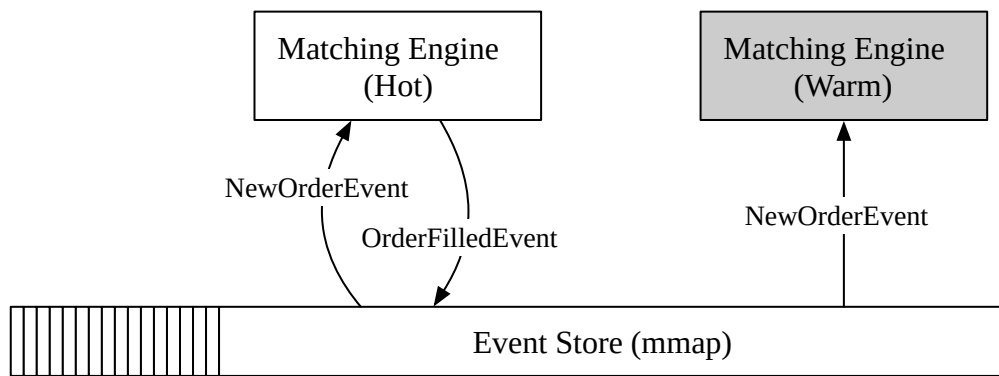 Matching Engine
(Hot)
Matching Engine
(Warm)
NewOrderEvent
OrderFilledEvent
NewOrderEvent
Event Store (mmap)